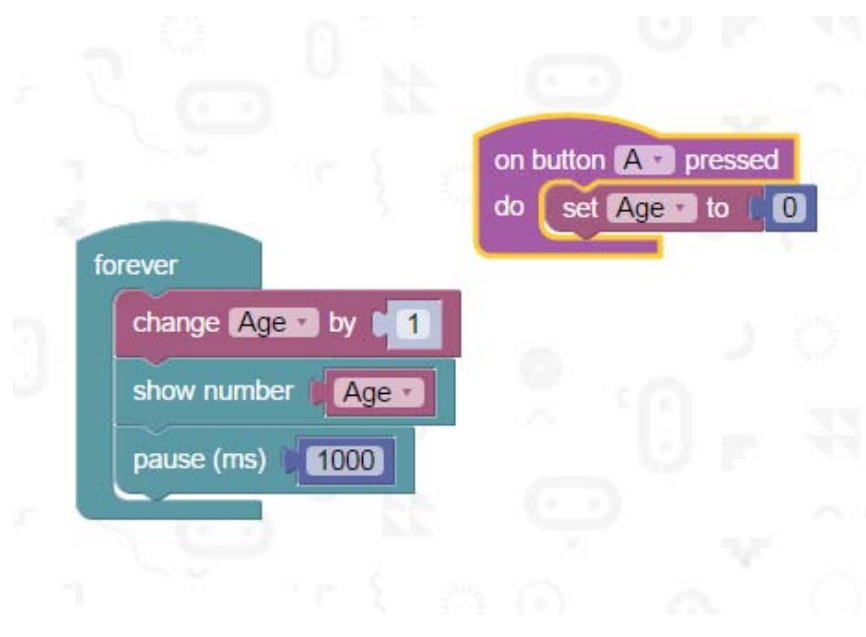 on button A pressed
do set Age to 0
forever
change Age by 1
show number Age
pause (ms) 1000